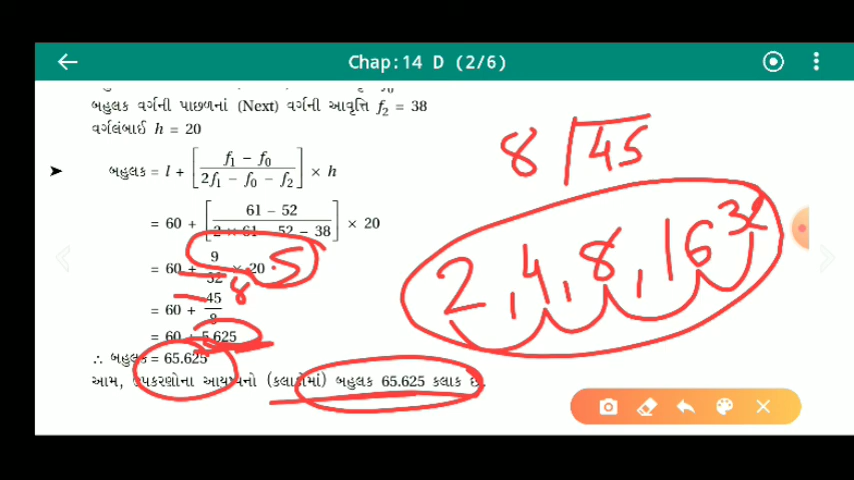 Chap:14 D (2/6)
બહુલક વર્ગની પાછળનાં (Next) વર્ગની આવૃત્તિ f₂ = 38
વર્ગલંબાઈ h = 20
➤ બહુલક = l + [(f₁ − f₀) / (2f₁ − f₀ − f₂)] × h
= 60 + [(61 − 52) / (2 × 61 − 52 − 38)] × 20
= 60 + 9/32 × 20
= 60 + 45/8
= 60 + 5.625
∴ બહુલક = 65.625
આમ, ઉપકરણોના આયુષ્યનો (કલાકોમાં) બહુલક 65.625 કલાક છે.
8 45
2, 4, 8, 16 32
5
8